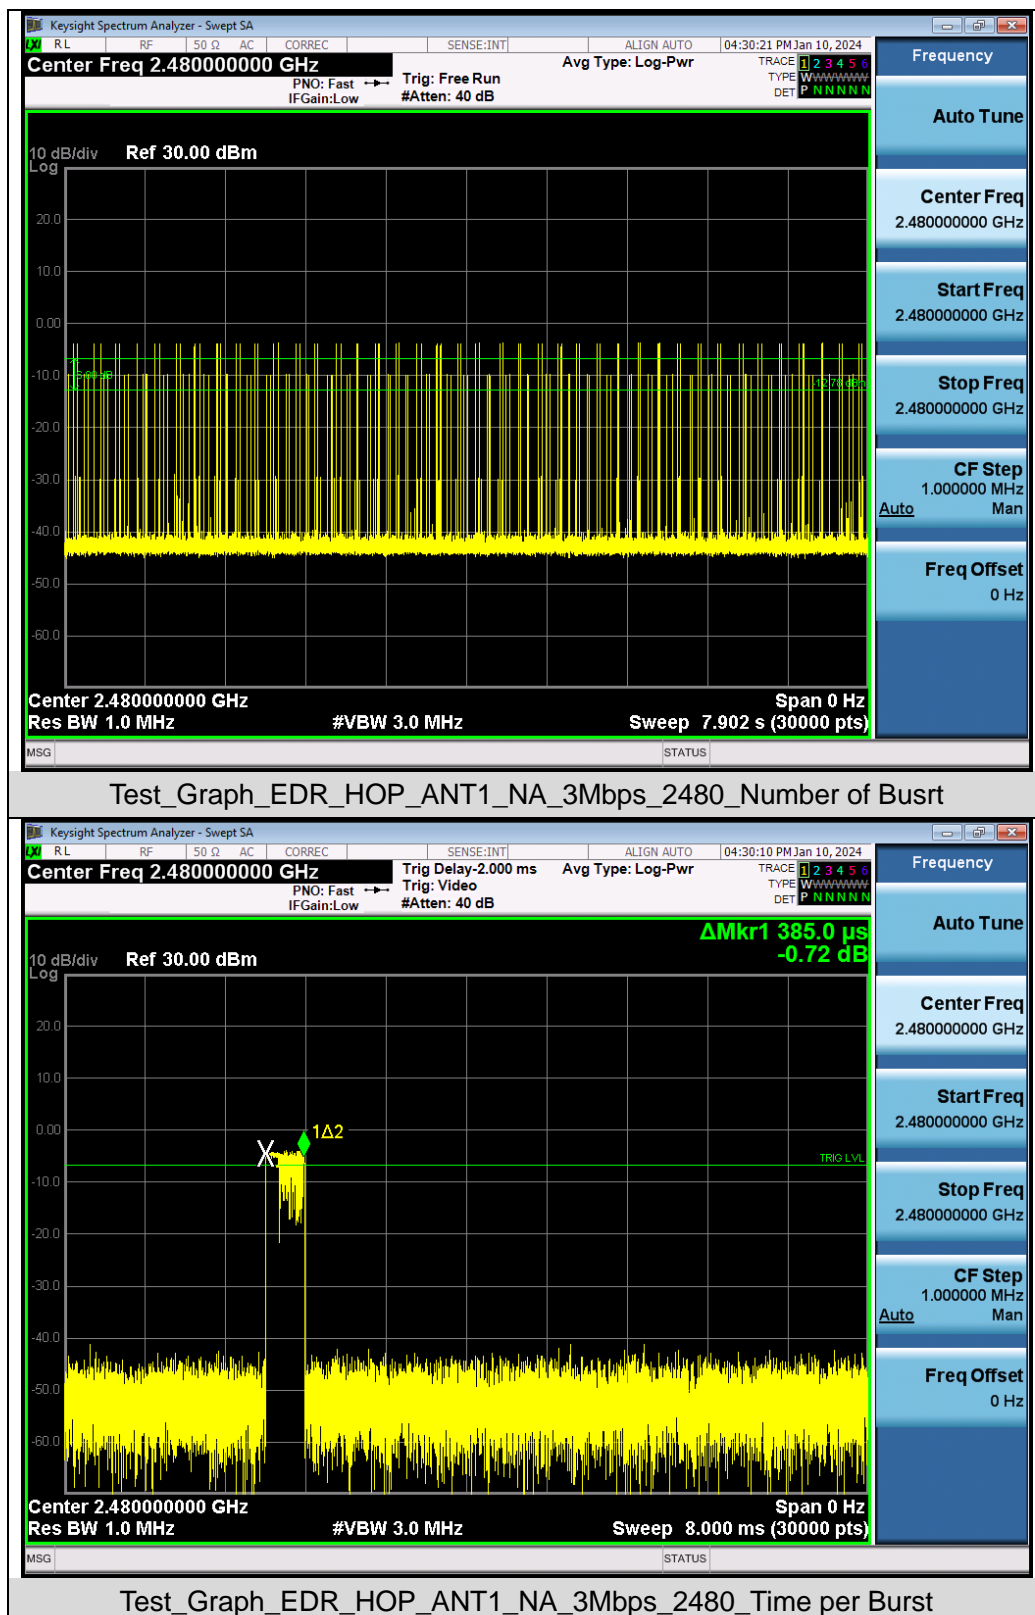 Keysight Spectrum Analyzer - Swept SA
LXI RL RF 50 Ω AC CORREC SENSE:INT ALIGN AUTO 04:30:21 PM Jan 10, 2024
Center Freq 2.480000000 GHz
PNO: Fast
IFGain:Low
Trig: Free Run
#Atten: 40 dB
Avg Type: Log-Pwr
TRACE 1 2 3 4 5 6
TYPE WWWWWW
DET P N N N N N
10 dB/div Ref 30.00 dBm
Log
20.0
10.0
0.00
-10.0
-12.78 dBm
-20.0
-30.0
-40.0
-50.0
-60.0
Center 2.480000000 GHz Span 0 Hz
Res BW 1.0 MHz #VBW 3.0 MHz Sweep 7.902 s (30000 pts)
MSG STATUS
Frequency
Auto Tune
Center Freq
2.480000000 GHz
Start Freq
2.480000000 GHz
Stop Freq
2.480000000 GHz
CF Step
1.000000 MHz
Auto Man
Freq Offset
0 Hz
Test_Graph_EDR_HOP_ANT1_NA_3Mbps_2480_Number of Busrt
Keysight Spectrum Analyzer - Swept SA
LXI RL RF 50 Ω AC CORREC SENSE:INT ALIGN AUTO 04:30:10 PM Jan 10, 2024
Center Freq 2.480000000 GHz
PNO: Fast
IFGain:Low
Trig Delay-2.000 ms
Trig: Video
#Atten: 40 dB
Avg Type: Log-Pwr
TRACE 1 2 3 4 5 6
TYPE WWWWWW
DET P N N N N N
ΔMkr1 385.0 µs
-0.72 dB
10 dB/div Ref 30.00 dBm
Log
20.0
10.0
0.00
1Δ2
TRIG LVL
-10.0
-20.0
-30.0
-40.0
-50.0
-60.0
Center 2.480000000 GHz Span 0 Hz
Res BW 1.0 MHz #VBW 3.0 MHz Sweep 8.000 ms (30000 pts)
MSG STATUS
Frequency
Auto Tune
Center Freq
2.480000000 GHz
Start Freq
2.480000000 GHz
Stop Freq
2.480000000 GHz
CF Step
1.000000 MHz
Auto Man
Freq Offset
0 Hz
Test_Graph_EDR_HOP_ANT1_NA_3Mbps_2480_Time per Burst